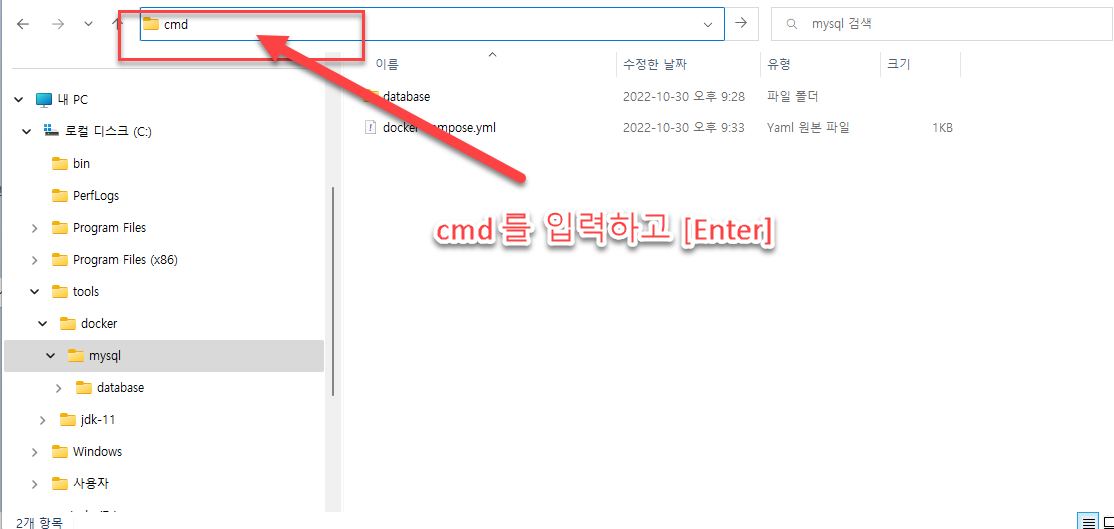 cmd
mysql 검색
이름 수정한 날짜 유형 크기
database 2022-10-30 오후 9:28 파일 폴더
docker-compose.yml 2022-10-30 오후 9:33 Yaml 원본 파일 1KB
내 PC
로컬 디스크 (C:)
bin
PerfLogs
Program Files
Program Files (x86)
tools
docker
mysql
database
jdk-11
Windows
사용자
cmd를 입력하고 [Enter]
2개 항목